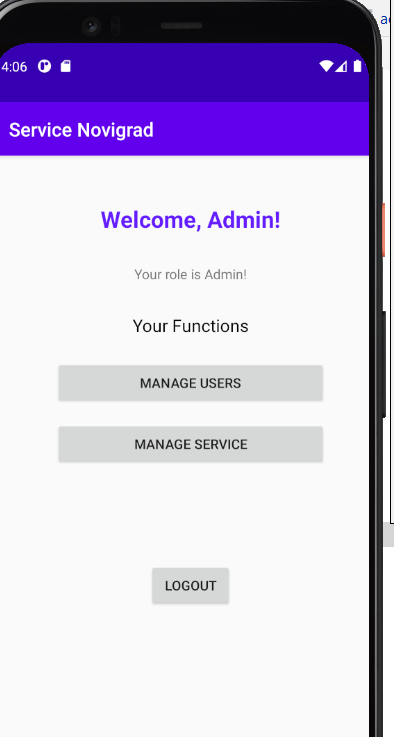 4:06
Service Novigrad
Welcome, Admin!
Your role is Admin!
Your Functions
MANAGE USERS
MANAGE SERVICE
LOGOUT